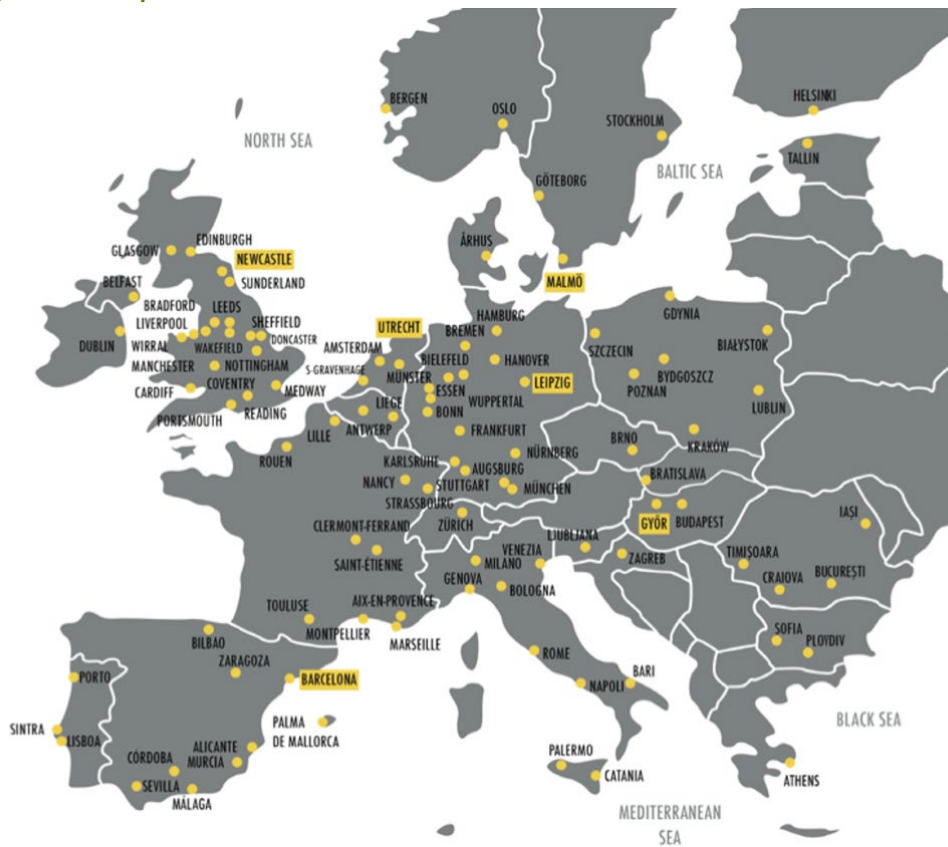 BERGEN
OSLO
STOCKHOLM
HELSINKI
TALLIN
NORTH SEA
BALTIC SEA
GÖTEBORG
ÅRHUS
MALMÖ
GLASGOW
EDINBURGH
NEWCASTLE
BELFAST
SUNDERLAND
BRADFORD
LEEDS
LIVERPOOL
SHEFFIELD
DUBLIN
WIRRAL
WAKEFIELD
DONCASTER
MANCHESTER
NOTTINGHAM
CARDIFF
COVENTRY
MEDWAY
PORTSMOUTH
READING
UTRECHT
AMSTERDAM
S-GRAVENHAGE
HAMBURG
BREMEN
BIELEFELD
HANOVER
MÜNSTER
LEIPZIG
ESSEN
WUPPERTAL
BONN
LIEGE
ANTWERP
LILLE
ROUEN
FRANKFURT
NÜRNBERG
KARLSRUHE
AUGSBURG
NANCY
STUTTGART
MÜNCHEN
STRASSBOURG
ZÜRICH
GDYNIA
SZCZECIN
BIAŁYSTOK
BYDGOSZCZ
POZNAN
LUBLIN
BRNO
KRAKÓW
BRATISLAVA
GYÖR
BUDAPEST
IAȘI
CLERMONT-FERRAND
SAINT-ÉTIENNE
LJUBLJANA
VENEZIA
MILANO
ZAGREB
GENOVA
BOLOGNA
TIMIȘOARA
CRAIOVA
BUCUREȘTI
TOULUSE
AIX-EN-PROVENCE
MONTPELLIER
MARSEILLE
SOFIA
PLOVDIV
BILBAO
ZARAGOZA
BARCELONA
PORTO
ROME
NAPOLI
BARI
SINTRA
LISBOA
PALMA
DE MALLORCA
BLACK SEA
ALICANTE
CÓRDOBA
MURCIA
SEVILLA
MÁLAGA
PALERMO
CATANIA
ATHENS
MEDITERRANEAN
SEA